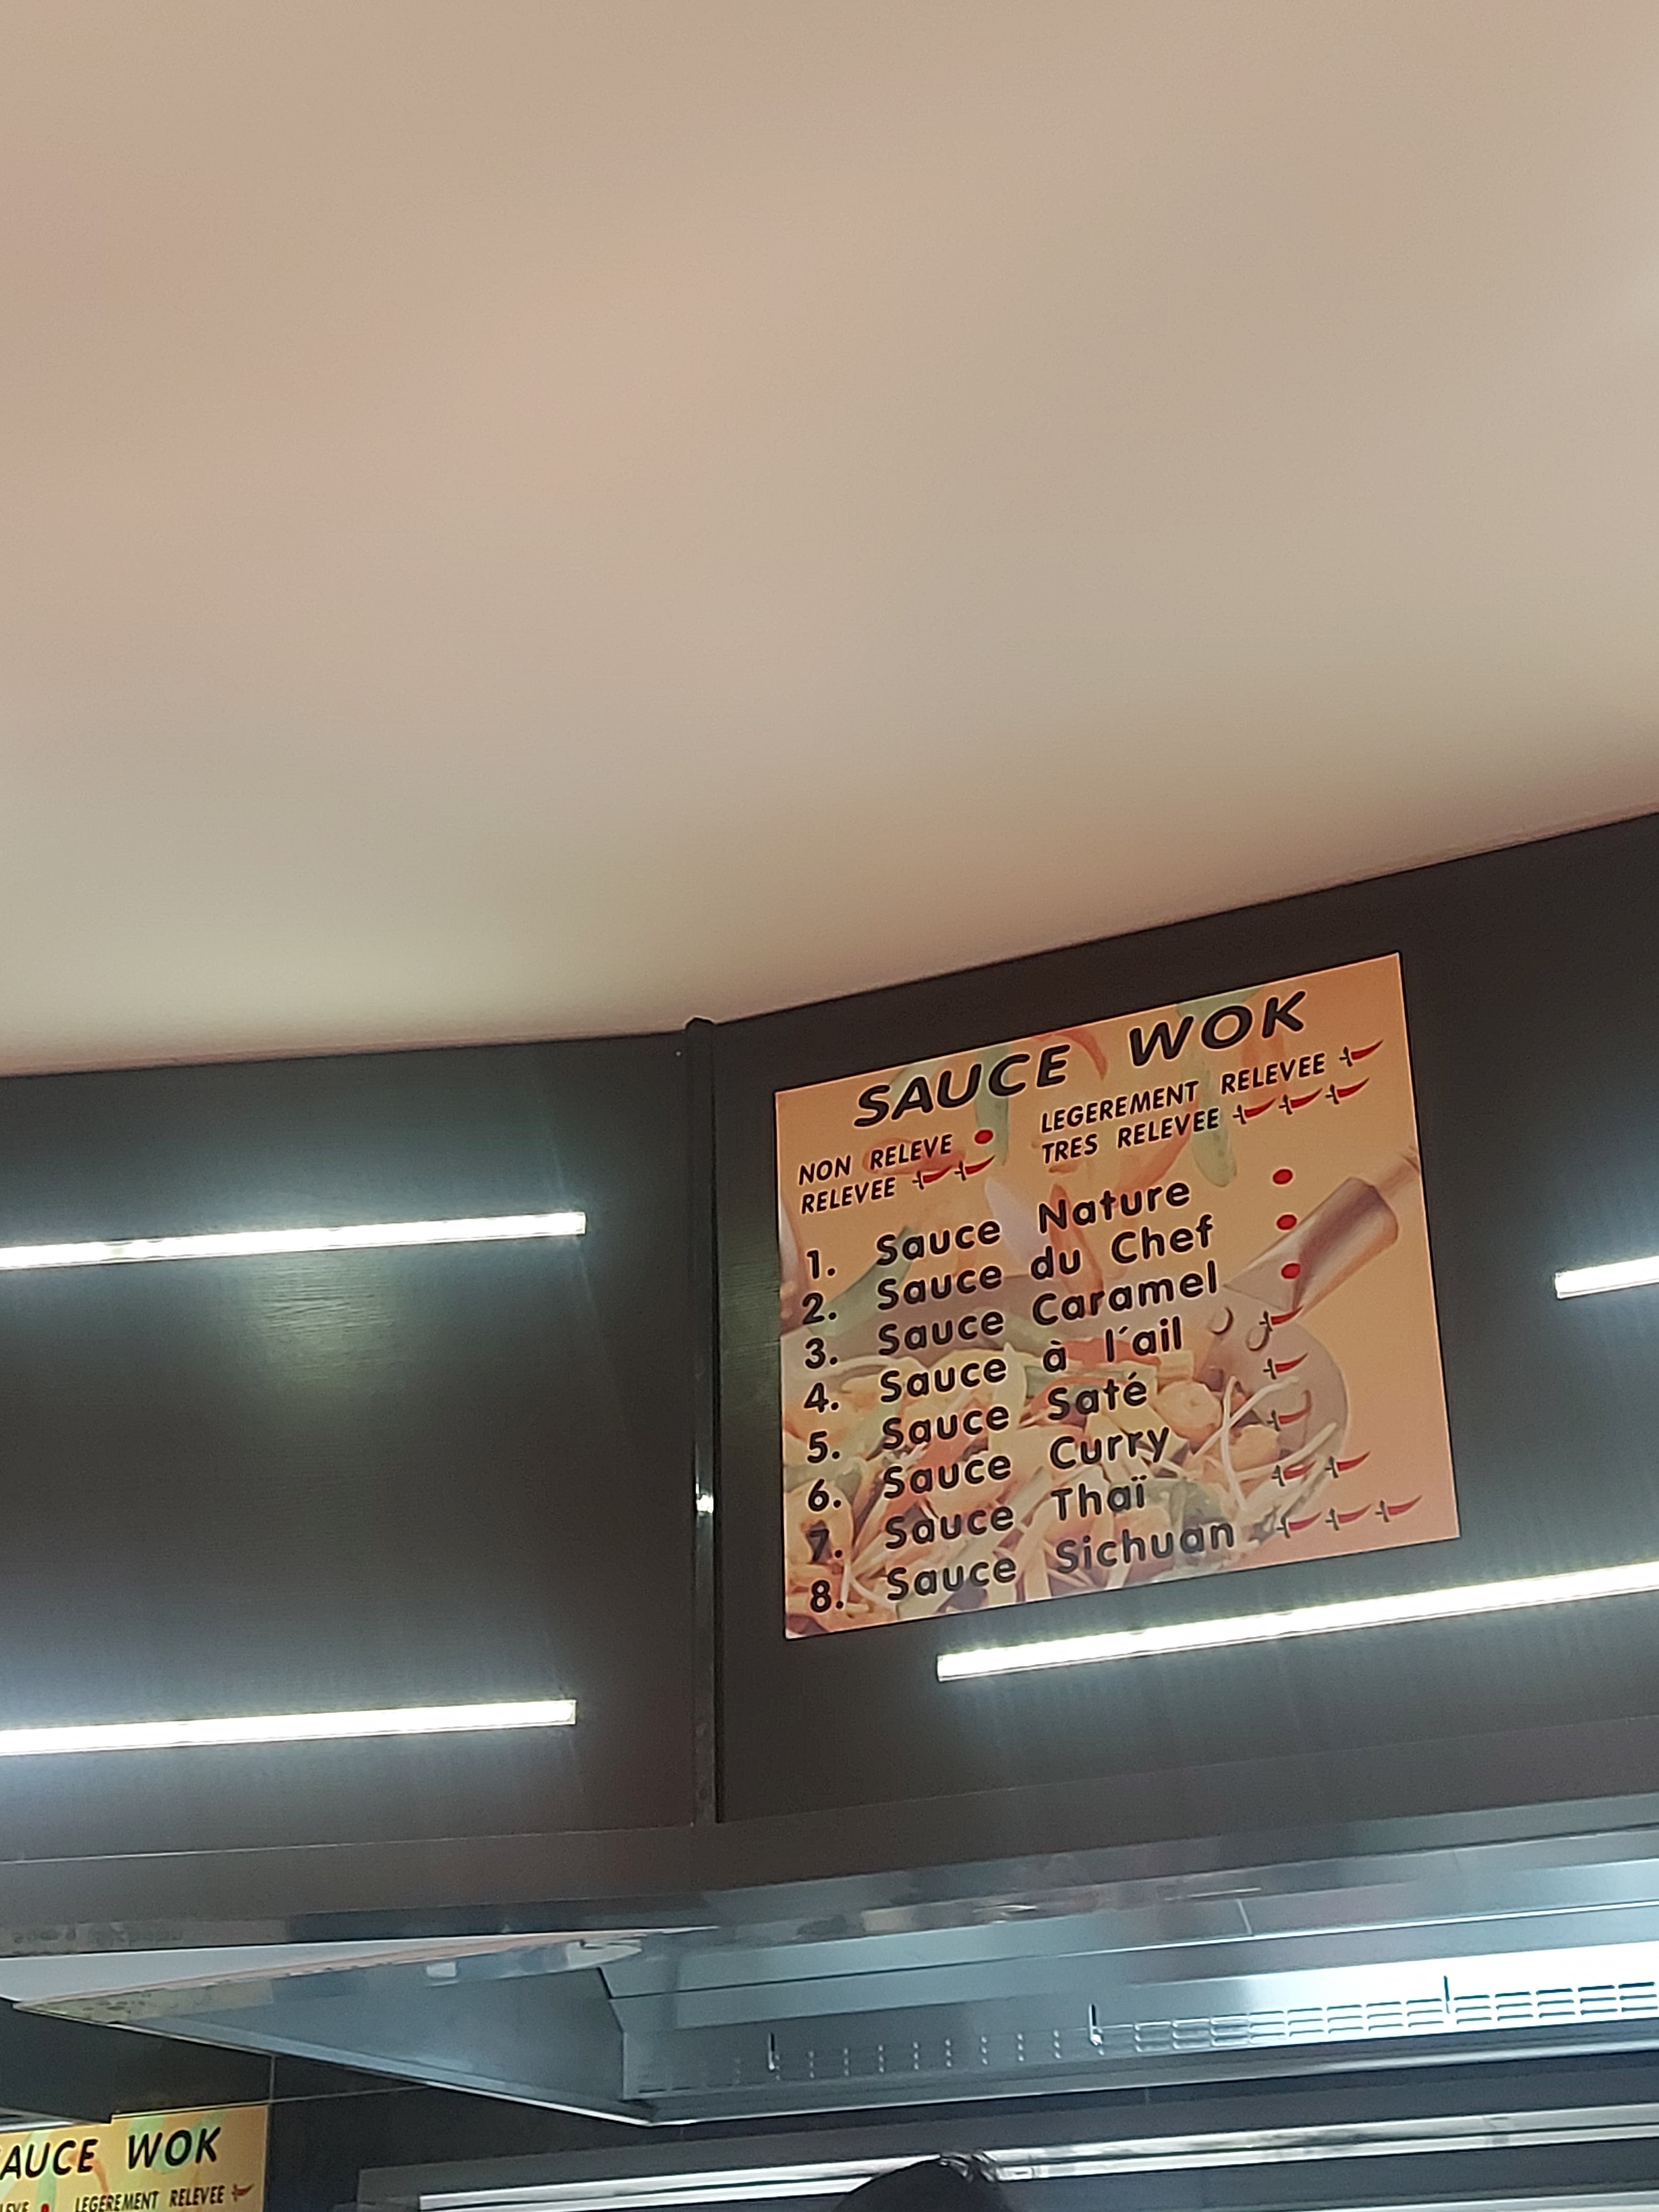 SAUCE WOK
NON RELEVE LEGEREMENT RELEVEE
RELEVEE TRES RELEVEE
1. Sauce Nature
2. Sauce du Chef
3. Sauce Caramel
4. Sauce à l´ail
5. Sauce Saté
6. Sauce Curry
7. Sauce Thaï
8. Sauce Sichuan
AUCE WOK
LEGEREMENT RELEVEE